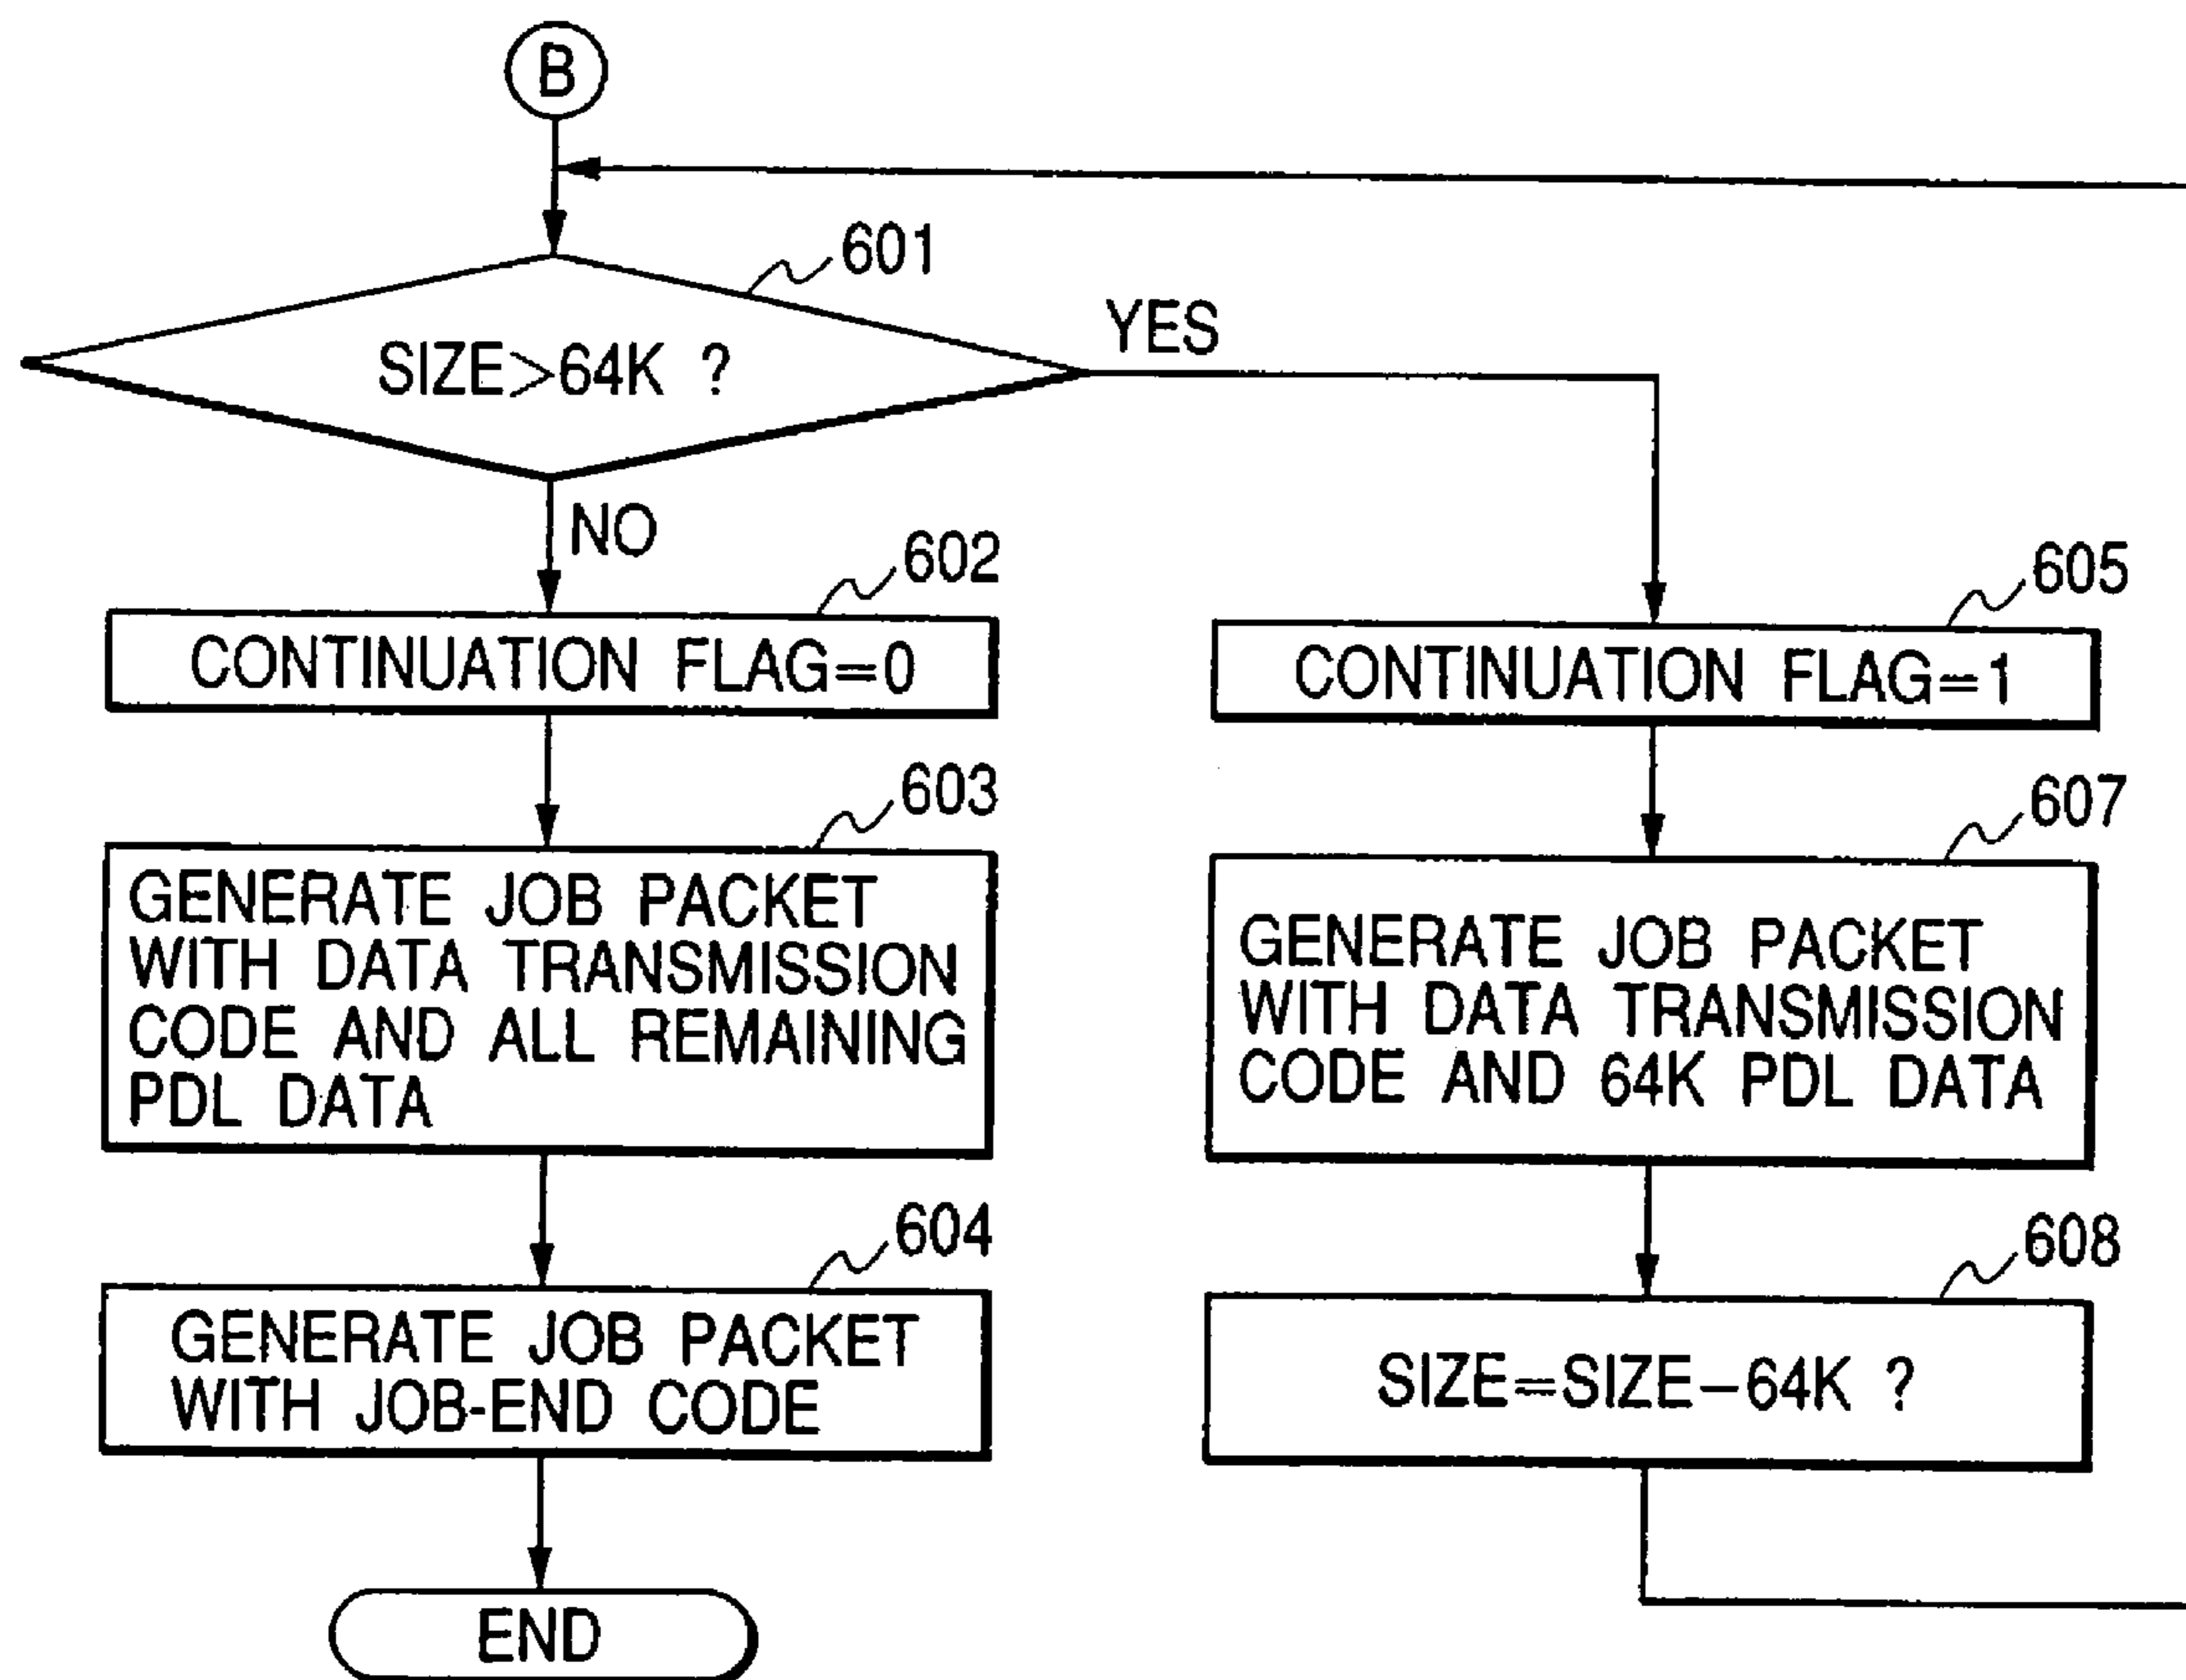 B
601
SIZE>64K ?
YES
NO
602
CONTINUATION FLAG=0
603
GENERATE JOB PACKET
WITH DATA TRANSMISSION
CODE AND ALL REMAINING
PDL DATA
604
GENERATE JOB PACKET
WITH JOB-END CODE
END
605
CONTINUATION FLAG=1
607
GENERATE JOB PACKET
WITH DATA TRANSMISSION
CODE AND 64K PDL DATA
608
SIZE=SIZE-64K ?